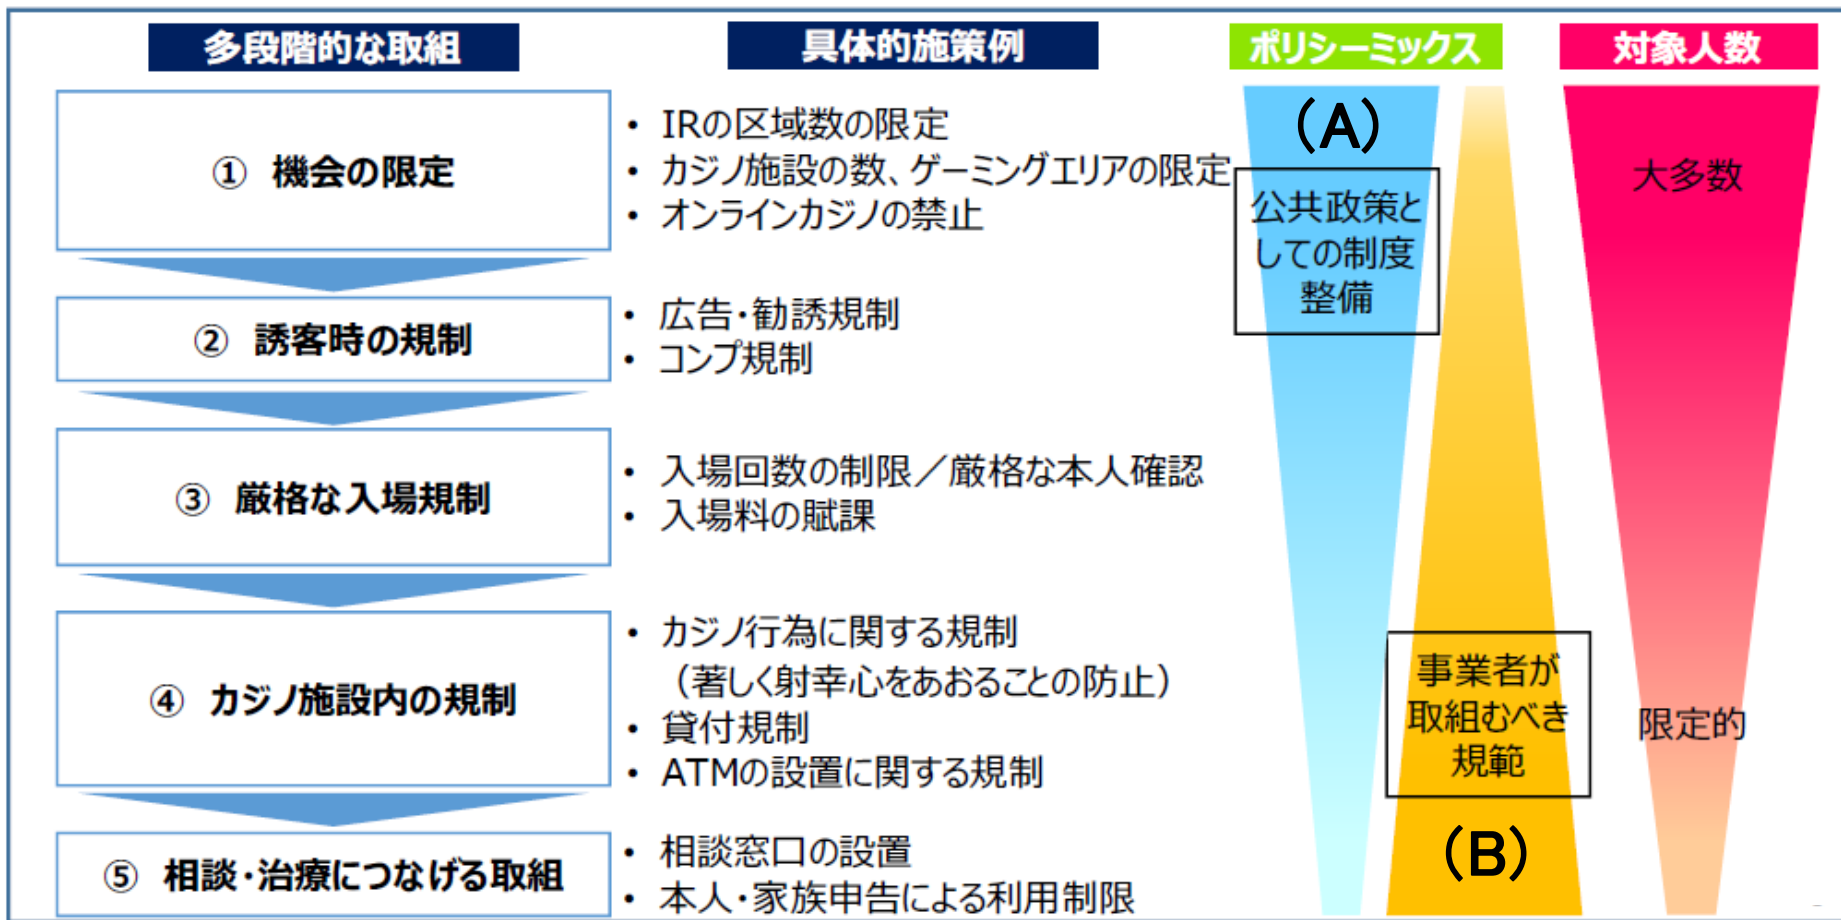 多段階的な取組
具体的施策例
ポリシーミックス
対象人数
① 機会の限定
• IRの区域数の限定
• カジノ施設の数、ゲーミングエリアの限定
• オンラインカジノの禁止
② 誘客時の規制
• 広告・勧誘規制
• コンプ規制
③ 厳格な入場規制
• 入場回数の制限／厳格な本人確認
• 入場料の賦課
④ カジノ施設内の規制
• カジノ行為に関する規制
（著しく射幸心をあおることの防止）
• 貸付規制
• ATMの設置に関する規制
⑤ 相談・治療につなげる取組
• 相談窓口の設置
• 本人・家族申告による利用制限
(A)
公共政策と
しての制度
整備
事業者が
取組むべき
規範
(B)
大多数
限定的